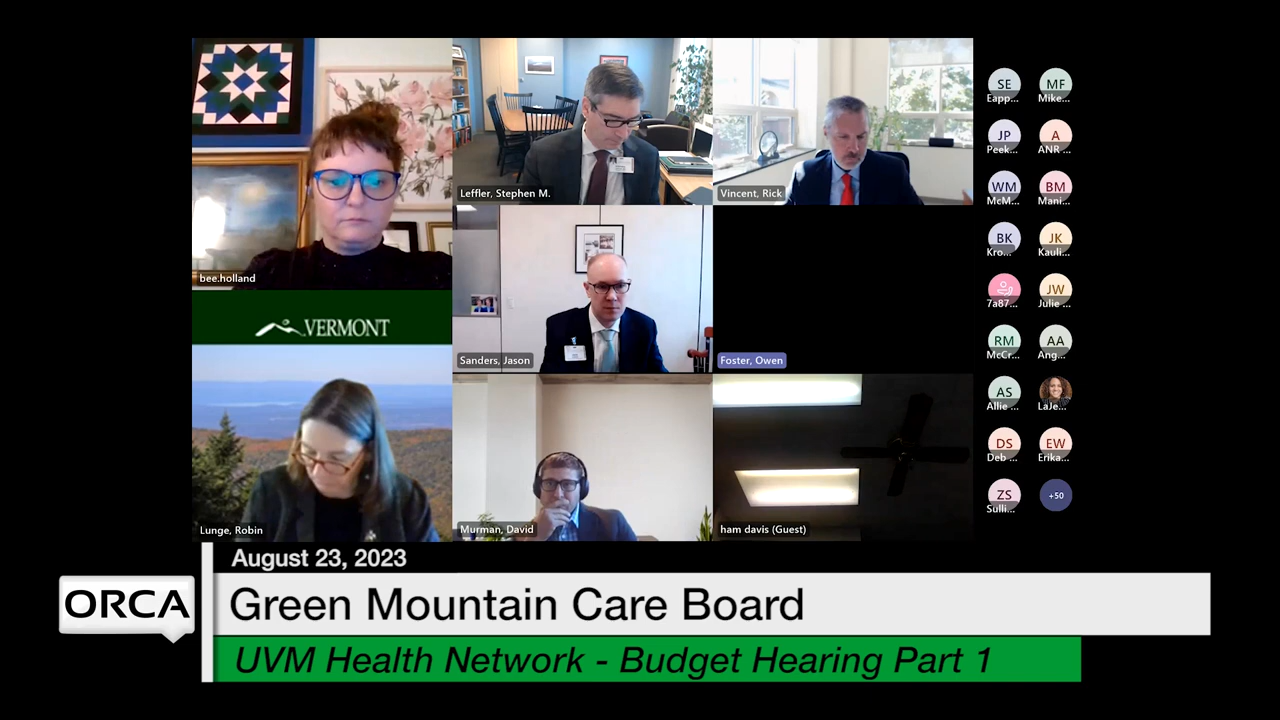 bee.holland
Leffler, Stephen M.
Vincent, Rick
VERMONT
Sanders, Jason
Foster, Owen
Lunge, Robin
Murman, David
ham davis (Guest)
SE
Eapp...
MF
Mike...
JP
Peek...
A
ANR ...
WM
McM...
BM
Mani...
BK
Kro...
JK
Kauli...
7a87...
JW
Julie ...
RM
McCr...
AA
Ang...
AS
Allie ...
LaJe...
DS
Deb ...
EW
Erika...
ZS
Sulli...
+50
August 23, 2023
ORCA
Green Mountain Care Board
UVM Health Network - Budget Hearing Part 1